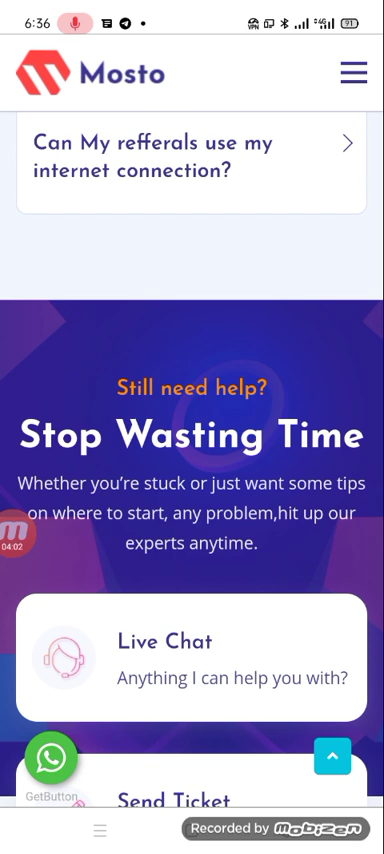 6:36
91
Mosto
Can My refferals use my
internet connection?
Still need help?
Stop Wasting Time
Whether you’re stuck or just want some tips
on where to start, any problem,hit up our
experts anytime.
04:02
Live Chat
Anything I can help you with?
GetButton
Send Ticket
Recorded by mobizen